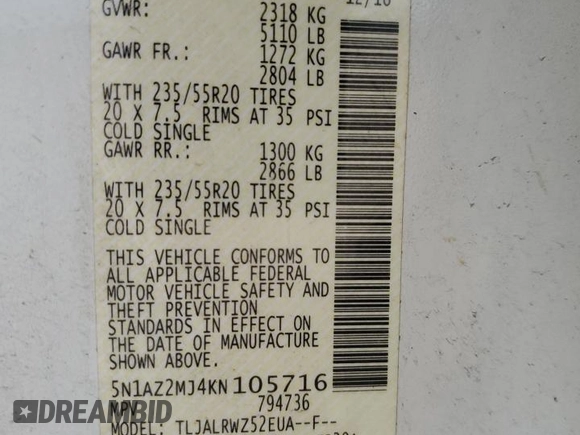 12/18
GVWR: 2318 KG
5110 LB
GAWR FR.: 1272 KG
2804 LB
WITH 235/55R20 TIRES
20 X 7.5 RIMS AT 35 PSI
COLD SINGLE
GAWR RR.: 1300 KG
2866 LB
WITH 235/55R20 TIRES
20 X 7.5 RIMS AT 35 PSI
COLD SINGLE
THIS VEHICLE CONFORMS TO
ALL APPLICABLE FEDERAL
MOTOR VEHICLE SAFETY AND
THEFT PREVENTION
STANDARDS IN EFFECT ON
THE DATE OF MANUFACTURE
SHOWN ABOVE.
5N1AZ2MJ4KN105716
MPV 794736
MODEL: TLJALRWZ52EUA--F--
DREAMBID